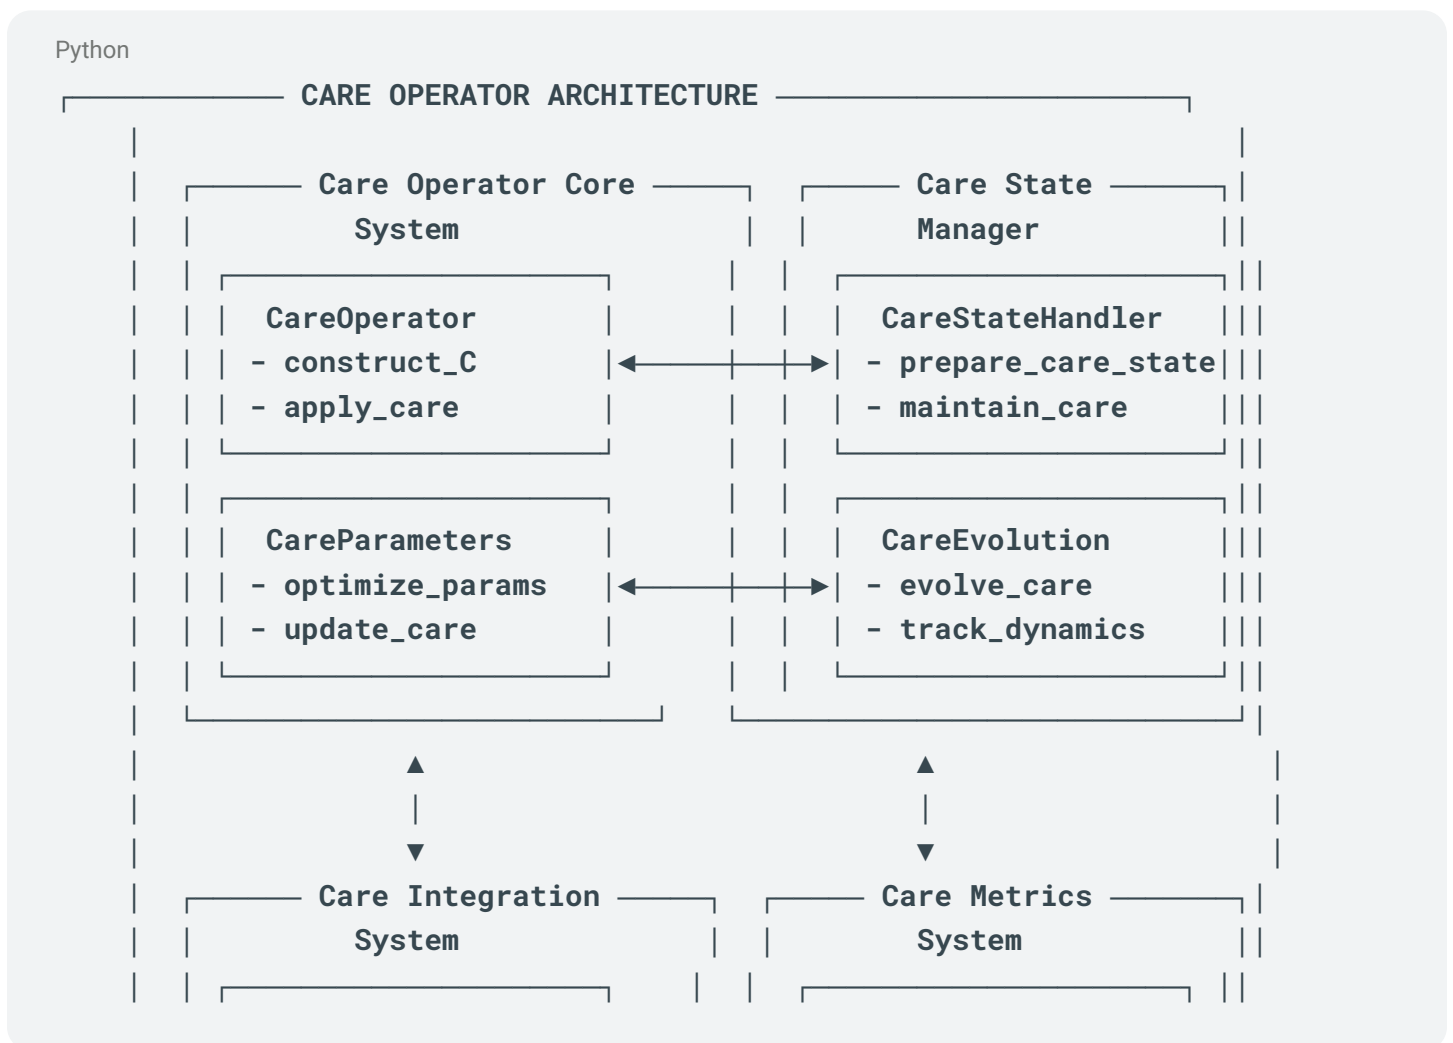 Python
CARE OPERATOR ARCHITECTURE
Care Operator Core Care State
System Manager
CareOperator CareStateHandler
- construct_C - prepare_care_state
- apply_care - maintain_care
CareParameters CareEvolution
- optimize_params - evolve_care
- update_care - track_dynamics
Care Integration Care Metrics
System System